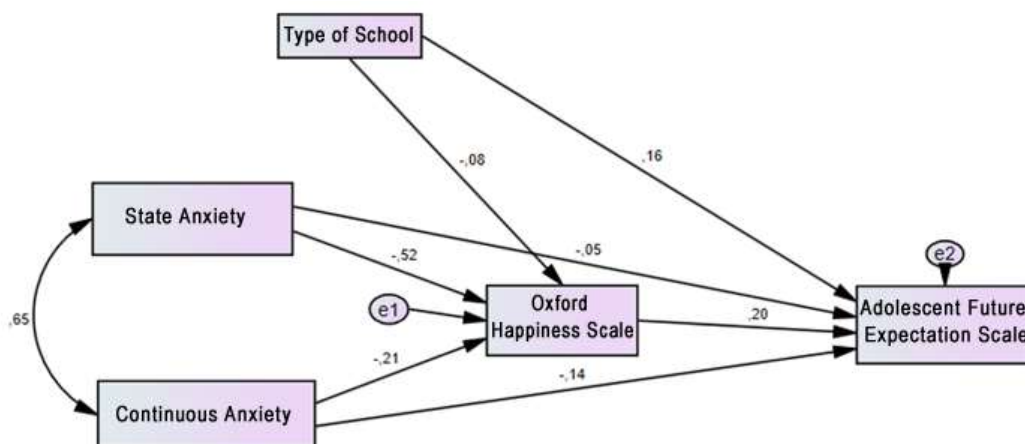 Type of School
-,08
,16
State Anxiety
-,05
-,52
e2
e1
Oxford
Happiness Scale
Adolescent Future
Expectation Scale
,20
,65
-,21
-,14
Continuous Anxiety